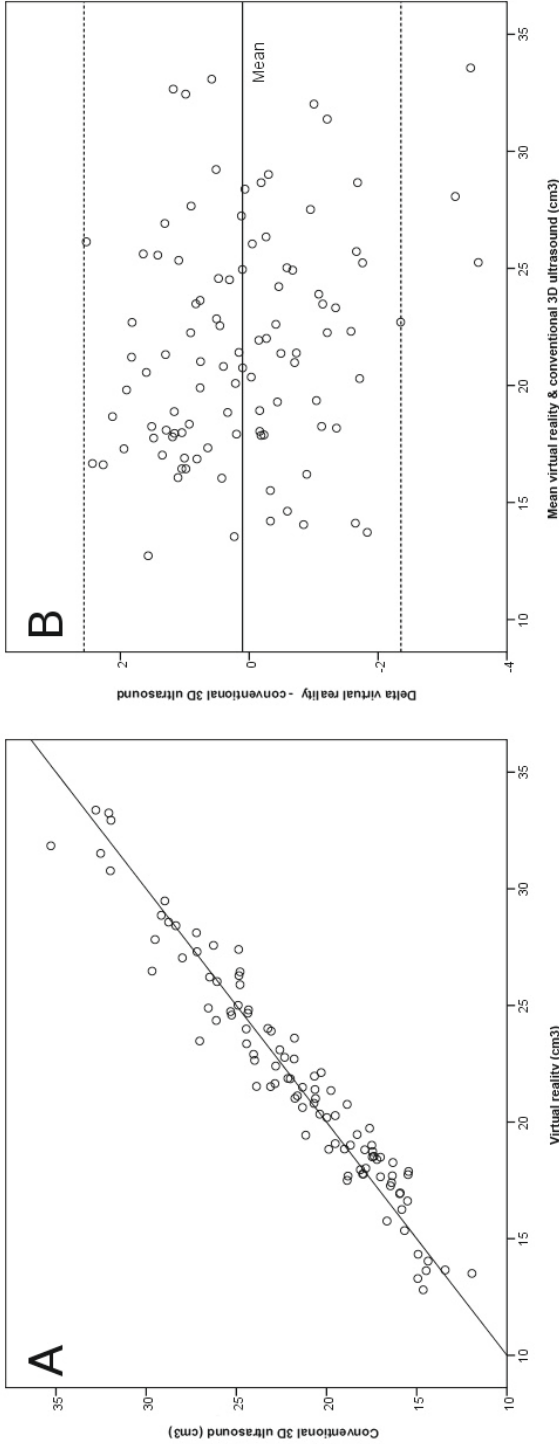 A
Conventional 3D ultrasound (cm3)
35
30
25
20
15
10
10 15 20 25 30 35
Virtual reality (cm3)
B
Delta virtual reality - conventional 3D ultrasound
2
0
-2
-4
Mean
10 15 20 25 30 35
Mean virtual reality & conventional 3D ultrasound (cm3)